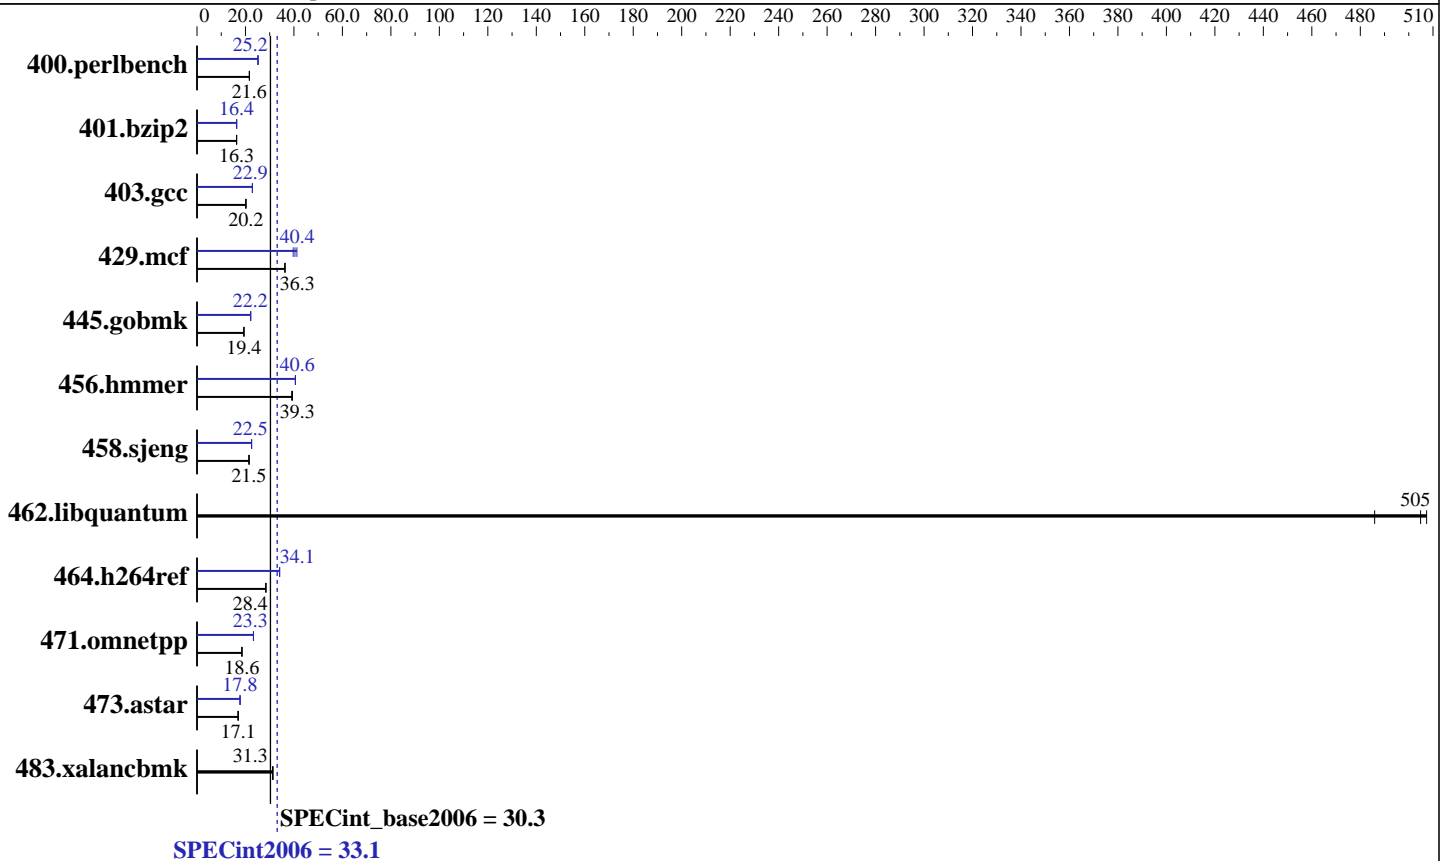 0 20.0 40.0 60.0 80.0 100 120 140 160 180 200 220 240 260 280 300 320 340 360 380 400 420 440 460 480 510
25.2
400.perlbench
21.6
16.4
401.bzip2
16.3
22.9
403.gcc
20.2
40.4
429.mcf
36.3
22.2
445.gobmk
19.4
40.6
456.hmmer
39.3
22.5
458.sjeng
21.5
505
462.libquantum
34.1
464.h264ref
28.4
23.3
471.omnetpp
18.6
17.8
473.astar
17.1
31.3
483.xalancbmk
SPECint_base2006 = 30.3
SPECint2006 = 33.1